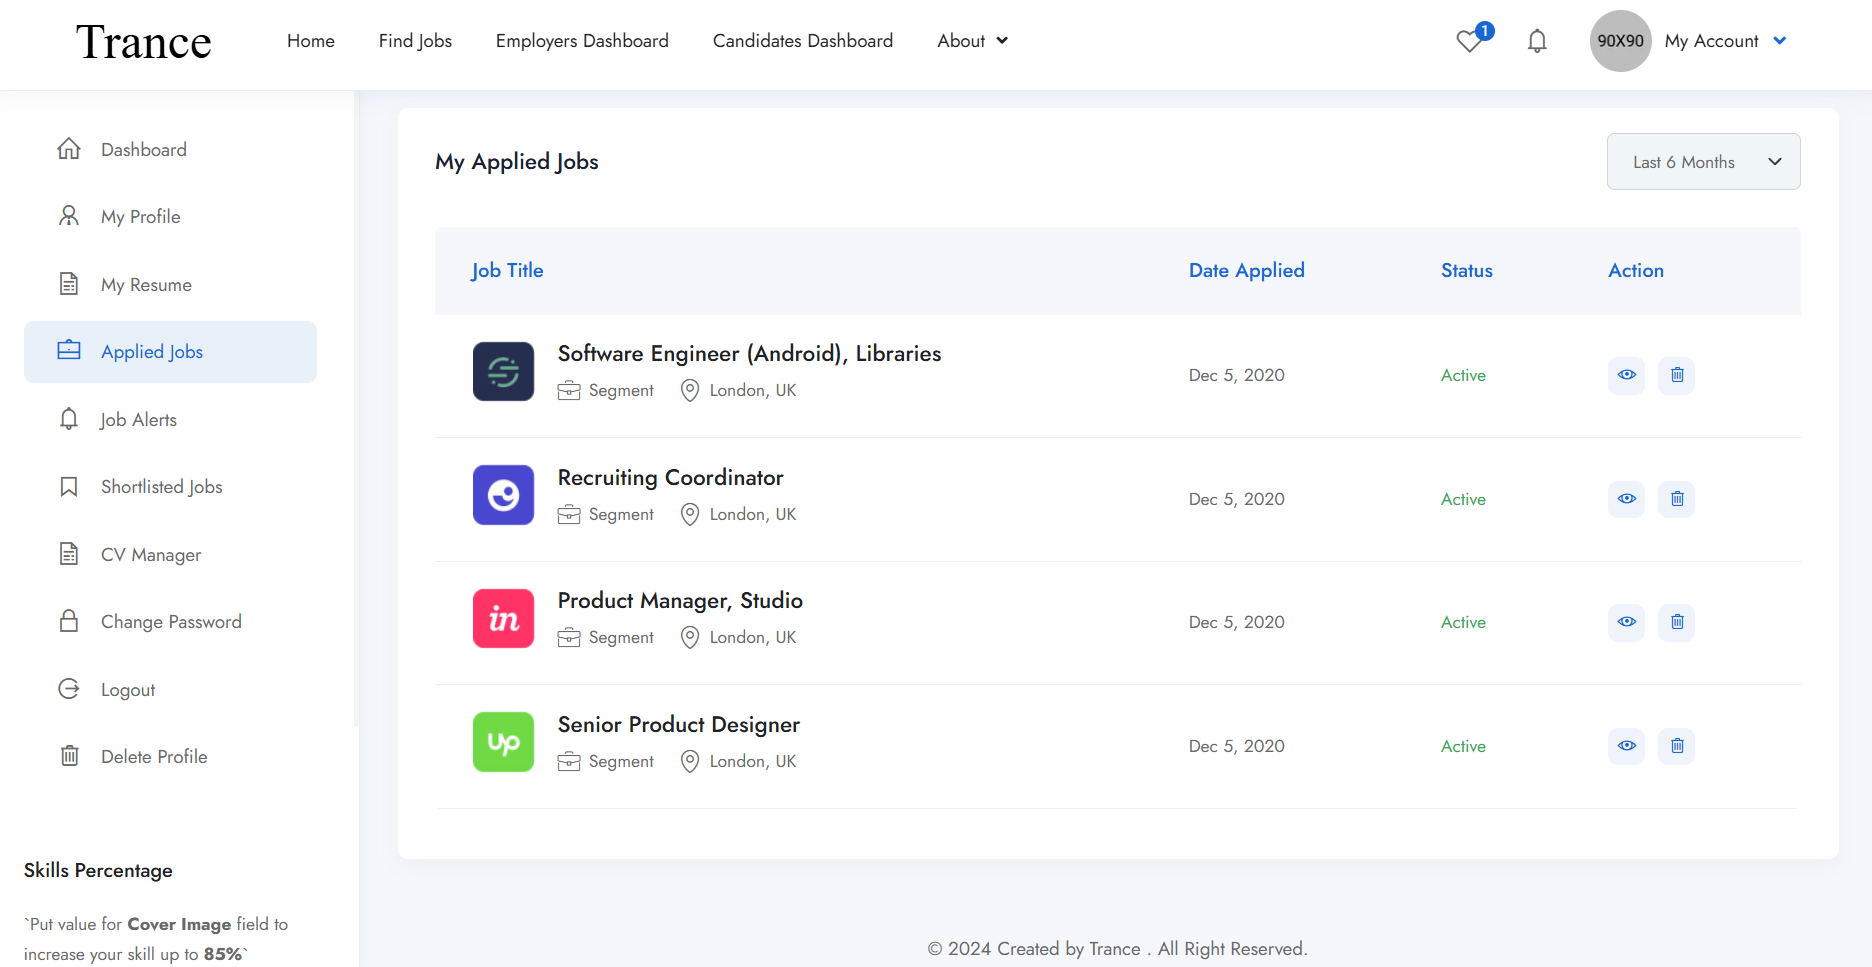 Trance
Home
Find Jobs
Employers Dashboard
Candidates Dashboard
About
1
90X90
My Account
Dashboard
My Profile
My Resume
Applied Jobs
Job Alerts
Shortlisted Jobs
CV Manager
Change Password
Logout
Delete Profile
Skills Percentage
`Put value for Cover Image field to
increase your skill up to 85%`
My Applied Jobs
Last 6 Months
Job Title
Date Applied
Status
Action
Software Engineer (Android), Libraries
Segment
London, UK
Dec 5, 2020
Active
Recruiting Coordinator
Segment
London, UK
Dec 5, 2020
Active
in
Product Manager, Studio
Segment
London, UK
Dec 5, 2020
Active
up
Senior Product Designer
Segment
London, UK
Dec 5, 2020
Active
© 2024 Created by Trance . All Right Reserved.